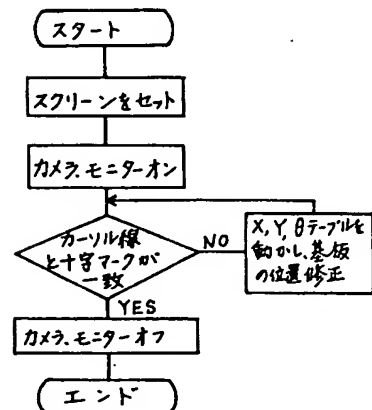 スタート
スクリーンをセット
カメラ、モニターオン
カーソル線
と十字マークが
一致
NO
X, Y, θテーブルを
動かし、基板
の位置修正
YES
カメラ、モニターオフ
エンド